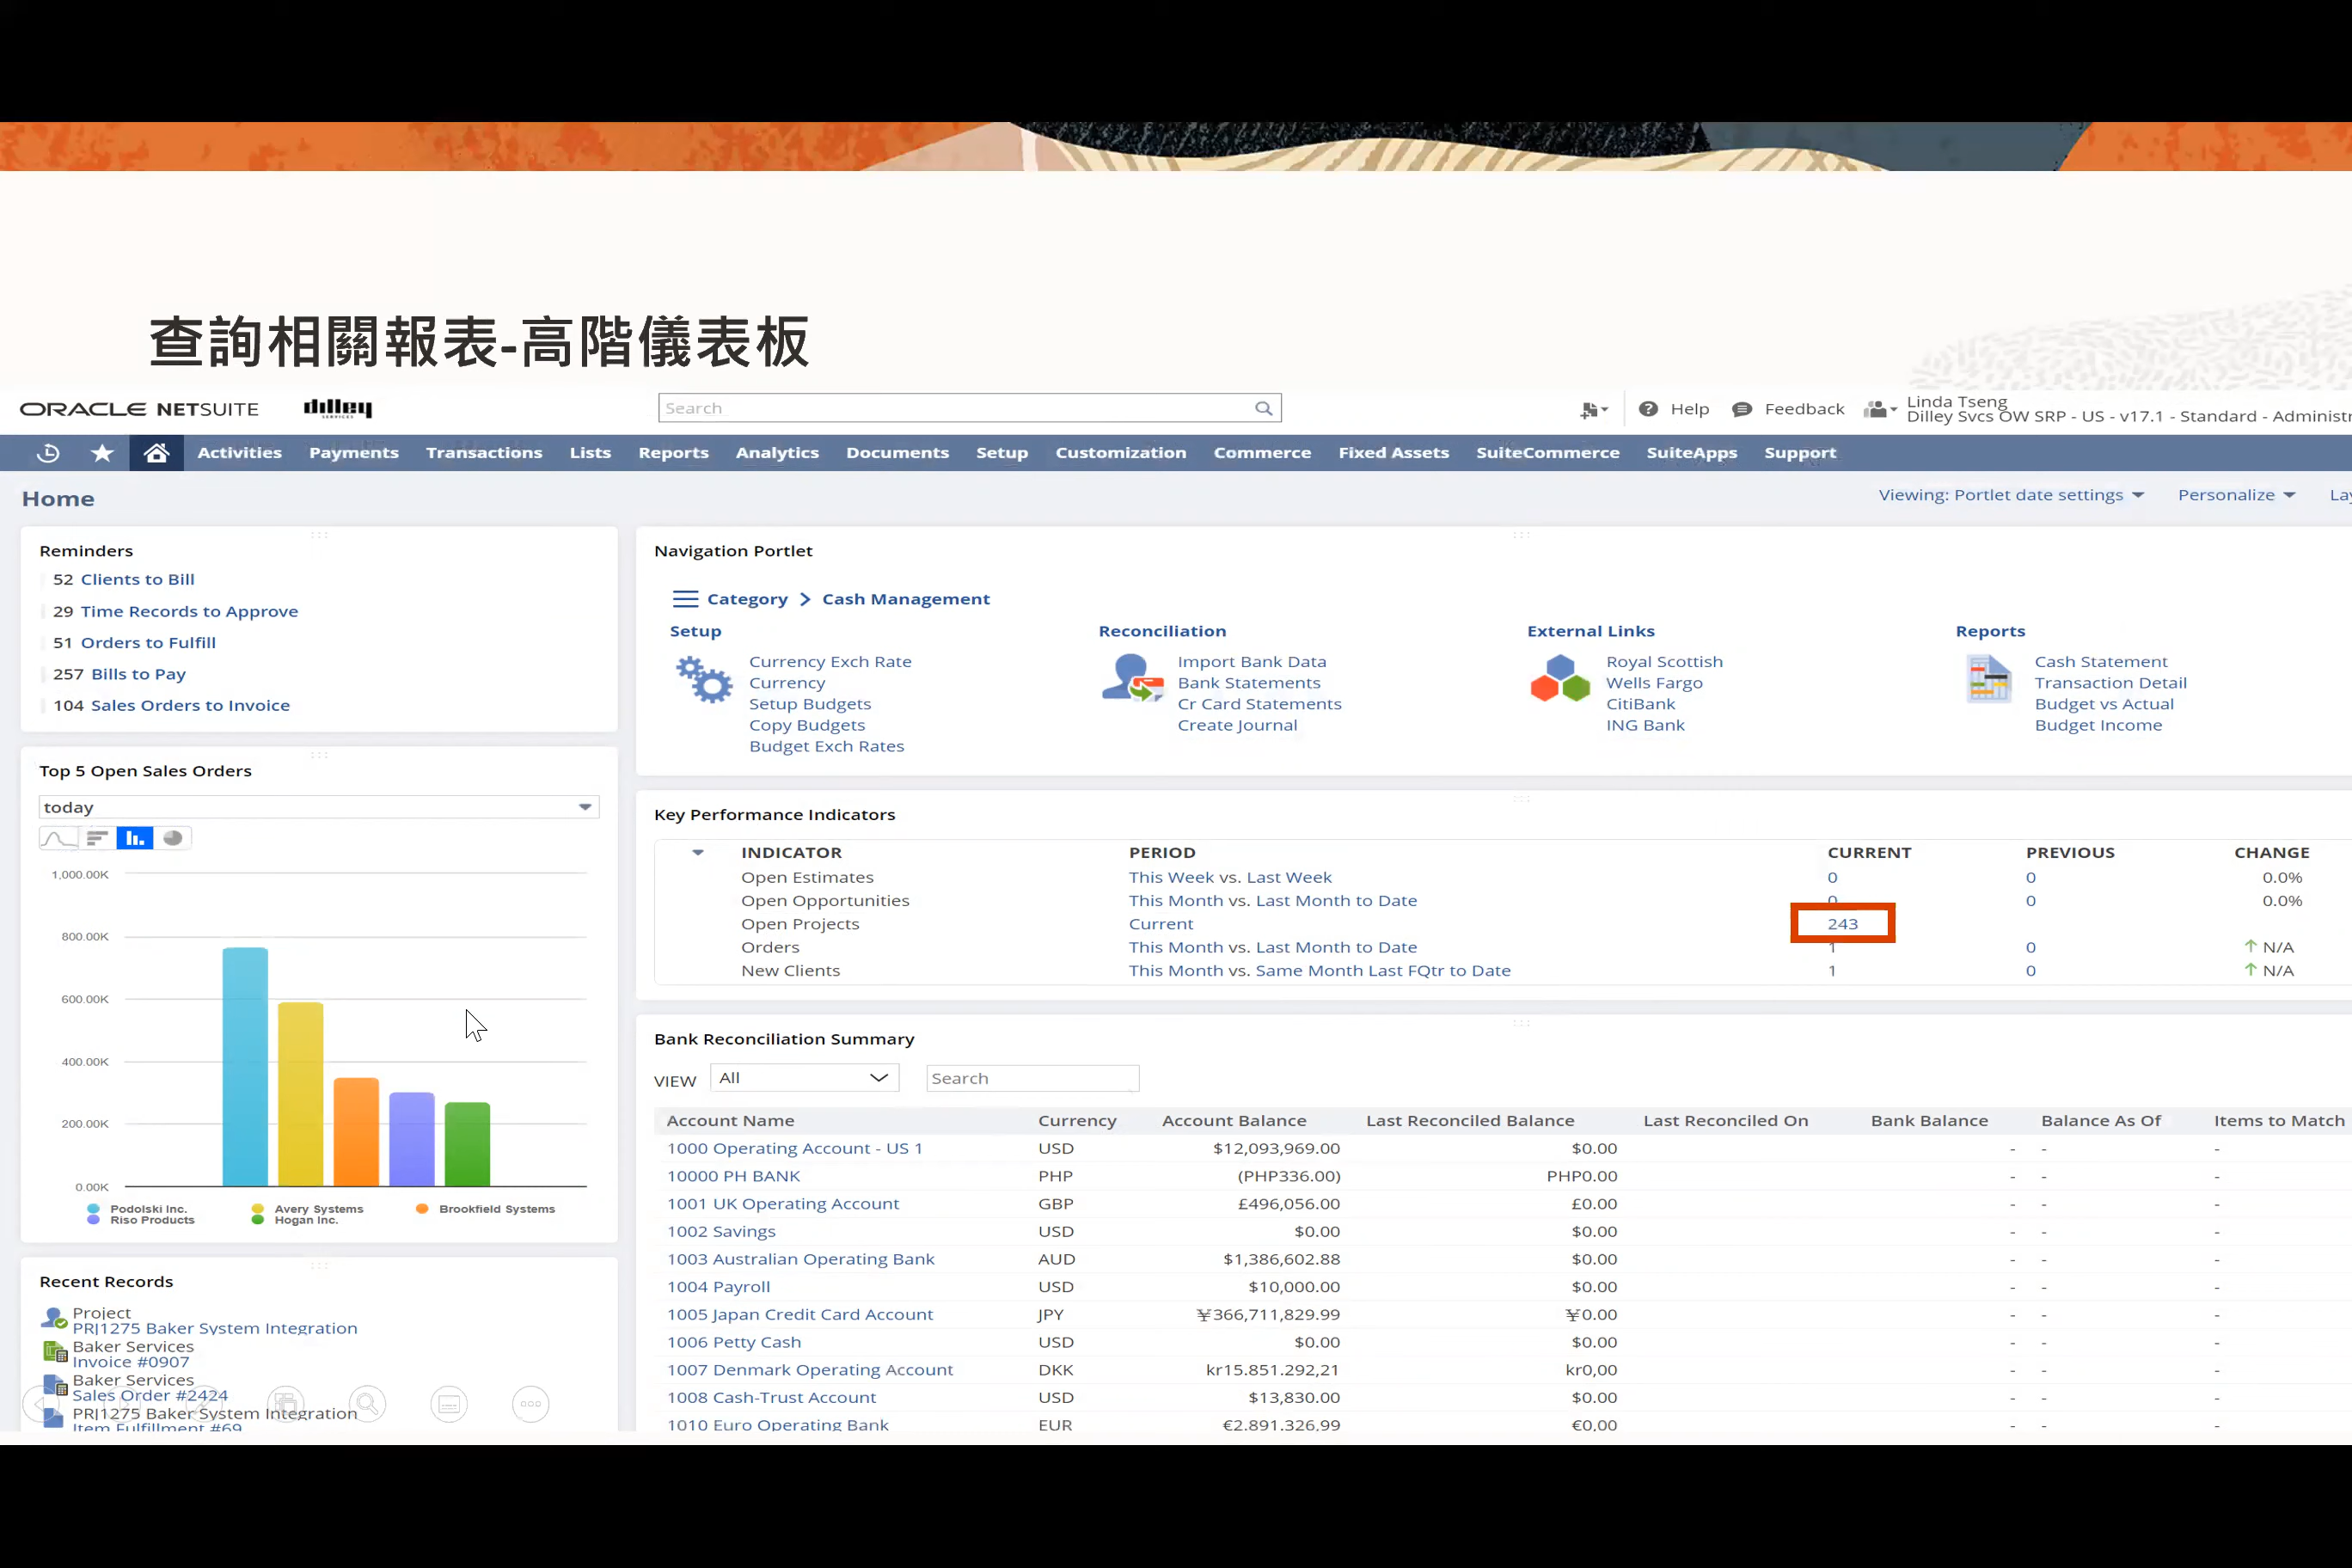 查詢相關報表-高階儀表板
ORACLE NETSUITE
dilley
SERVICES
Search
Help
Feedback
Linda Tseng
Dilley Svcs OW SRP - US - v17.1 - Standard - Administ
Activities Payments Transactions Lists Reports Analytics Documents Setup Customization Commerce Fixed Assets SuiteCommerce SuiteApps Support
Home
Viewing: Portlet date settings
Personalize
Lay
Reminders
52 Clients to Bill
29 Time Records to Approve
51 Orders to Fulfill
257 Bills to Pay
104 Sales Orders to Invoice
Top 5 Open Sales Orders
today
1,000.00K
800.00K
600.00K
400.00K
200.00K
0.00K
Podolski Inc. Avery Systems Brookfield Systems
Riso Products Hogan Inc.
Recent Records
Project
PRJ1275 Baker System Integration
Baker Services
Invoice #0907
Baker Services
Sales Order #2424
PRJ1275 Baker System Integration
Item Fulfillment #69
Navigation Portlet
Category > Cash Management
Setup
Currency Exch Rate
Currency
Setup Budgets
Copy Budgets
Budget Exch Rates
Reconciliation
Import Bank Data
Bank Statements
Cr Card Statements
Create Journal
External Links
Royal Scottish
Wells Fargo
CitiBank
ING Bank
Reports
Cash Statement
Transaction Detail
Budget vs Actual
Budget Income
Key Performance Indicators
INDICATOR PERIOD CURRENT PREVIOUS CHANGE
Open Estimates This Week vs. Last Week 0 0 0.0%
Open Opportunities This Month vs. Last Month to Date 0 0 0.0%
Open Projects Current 243
Orders This Month vs. Last Month to Date 1 0 ↑ N/A
New Clients This Month vs. Same Month Last FQtr to Date 1 0 ↑ N/A
Bank Reconciliation Summary
VIEW All Search
Account Name Currency Account Balance Last Reconciled Balance Last Reconciled On Bank Balance Balance As Of Items to Match
1000 Operating Account - US 1 USD $12,093,969.00 $0.00 - - -
10000 PH BANK PHP (PHP336.00) PHP0.00 - - -
1001 UK Operating Account GBP £496,056.00 £0.00 - - -
1002 Savings USD $0.00 $0.00 - - -
1003 Australian Operating Bank AUD $1,386,602.88 $0.00 - - -
1004 Payroll USD $10,000.00 $0.00 - - -
1005 Japan Credit Card Account JPY ¥366,711,829.99 ¥0.00 - - -
1006 Petty Cash USD $0.00 $0.00 - - -
1007 Denmark Operating Account DKK kr15.851.292,21 kr0,00 - - -
1008 Cash-Trust Account USD $13,830.00 $0.00 - - -
1010 Euro Operating Bank EUR €2.891.326,99 €0,00 - - -